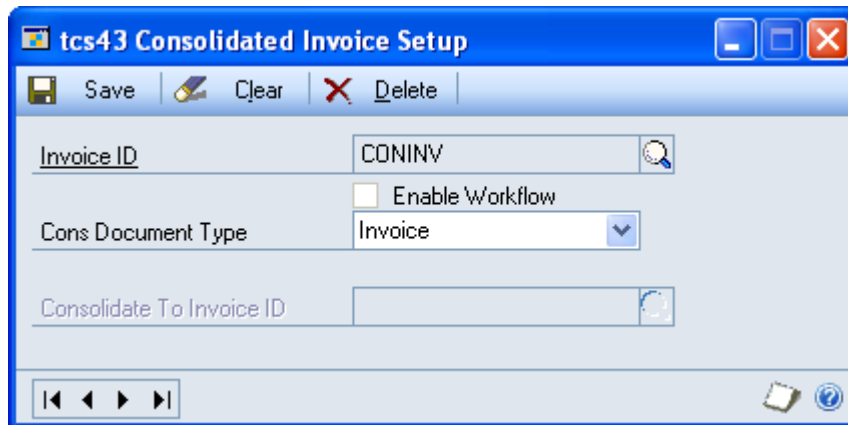 tcs43 Consolidated Invoice Setup
Save Clear Delete
Invoice ID CONINV
Enable Workflow
Cons Document Type Invoice
Consolidate To Invoice ID